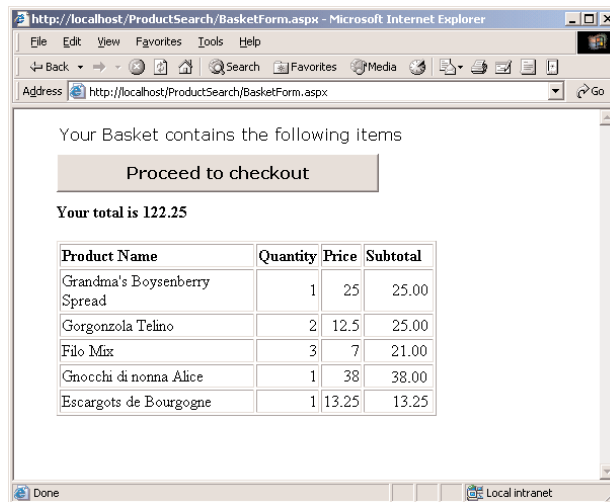 http://localhost/ProductSearch/BasketForm.aspx - Microsoft Internet Explorer
File Edit View Favorites Tools Help
Back Search Favorites Media
Address http://localhost/ProductSearch/BasketForm.aspx Go
Your Basket contains the following items
Proceed to checkout
Your total is 122.25
Product Name Quantity Price Subtotal
Grandma's Boysenberry
Spread 1 25 25.00
Gorgonzola Telino 2 12.5 25.00
Filo Mix 3 7 21.00
Gnocchi di nonna Alice 1 38 38.00
Escargots de Bourgogne 1 13.25 13.25
Done Local intranet